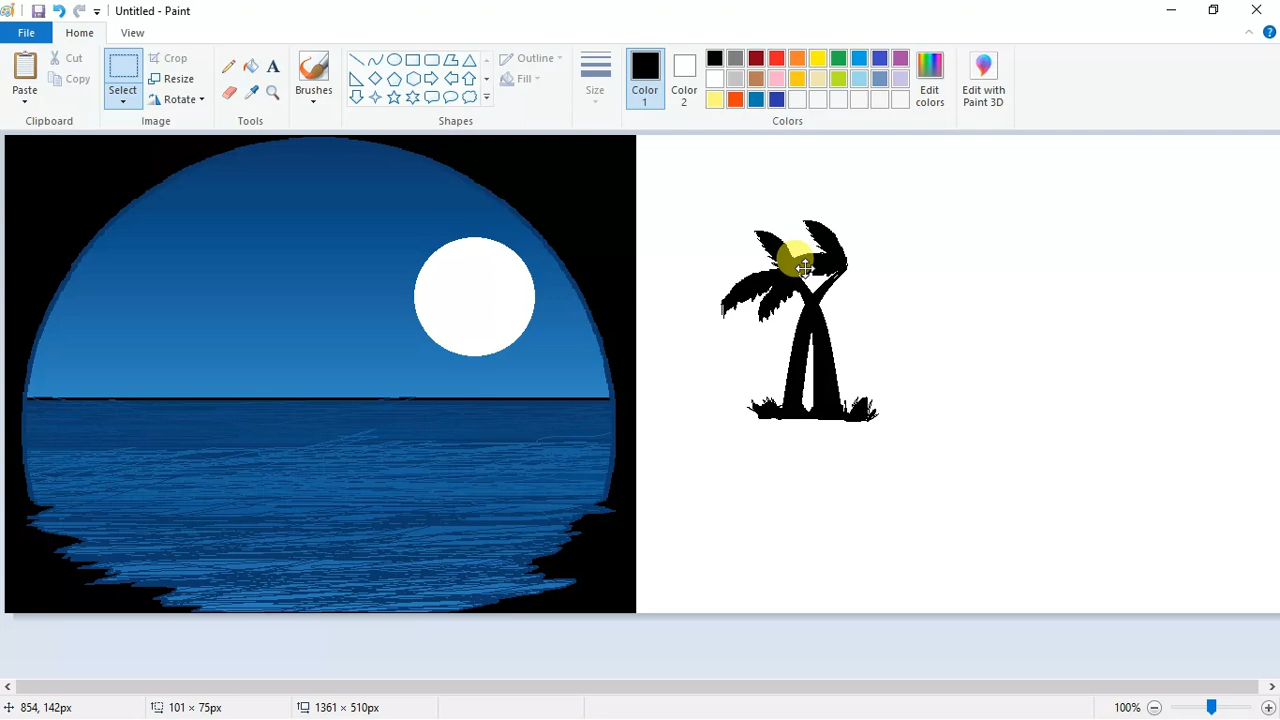 Untitled - Paint
File Home View
Paste
Cut
Copy
Clipboard
Select
Crop
Resize
Rotate
Image
A
Tools
Brushes
Outline
Fill
Shapes
Size
Color 1
Color 2
Colors
Edit colors
Edit with Paint 3D
854, 142px 101 × 75px 1361 × 510px 100%